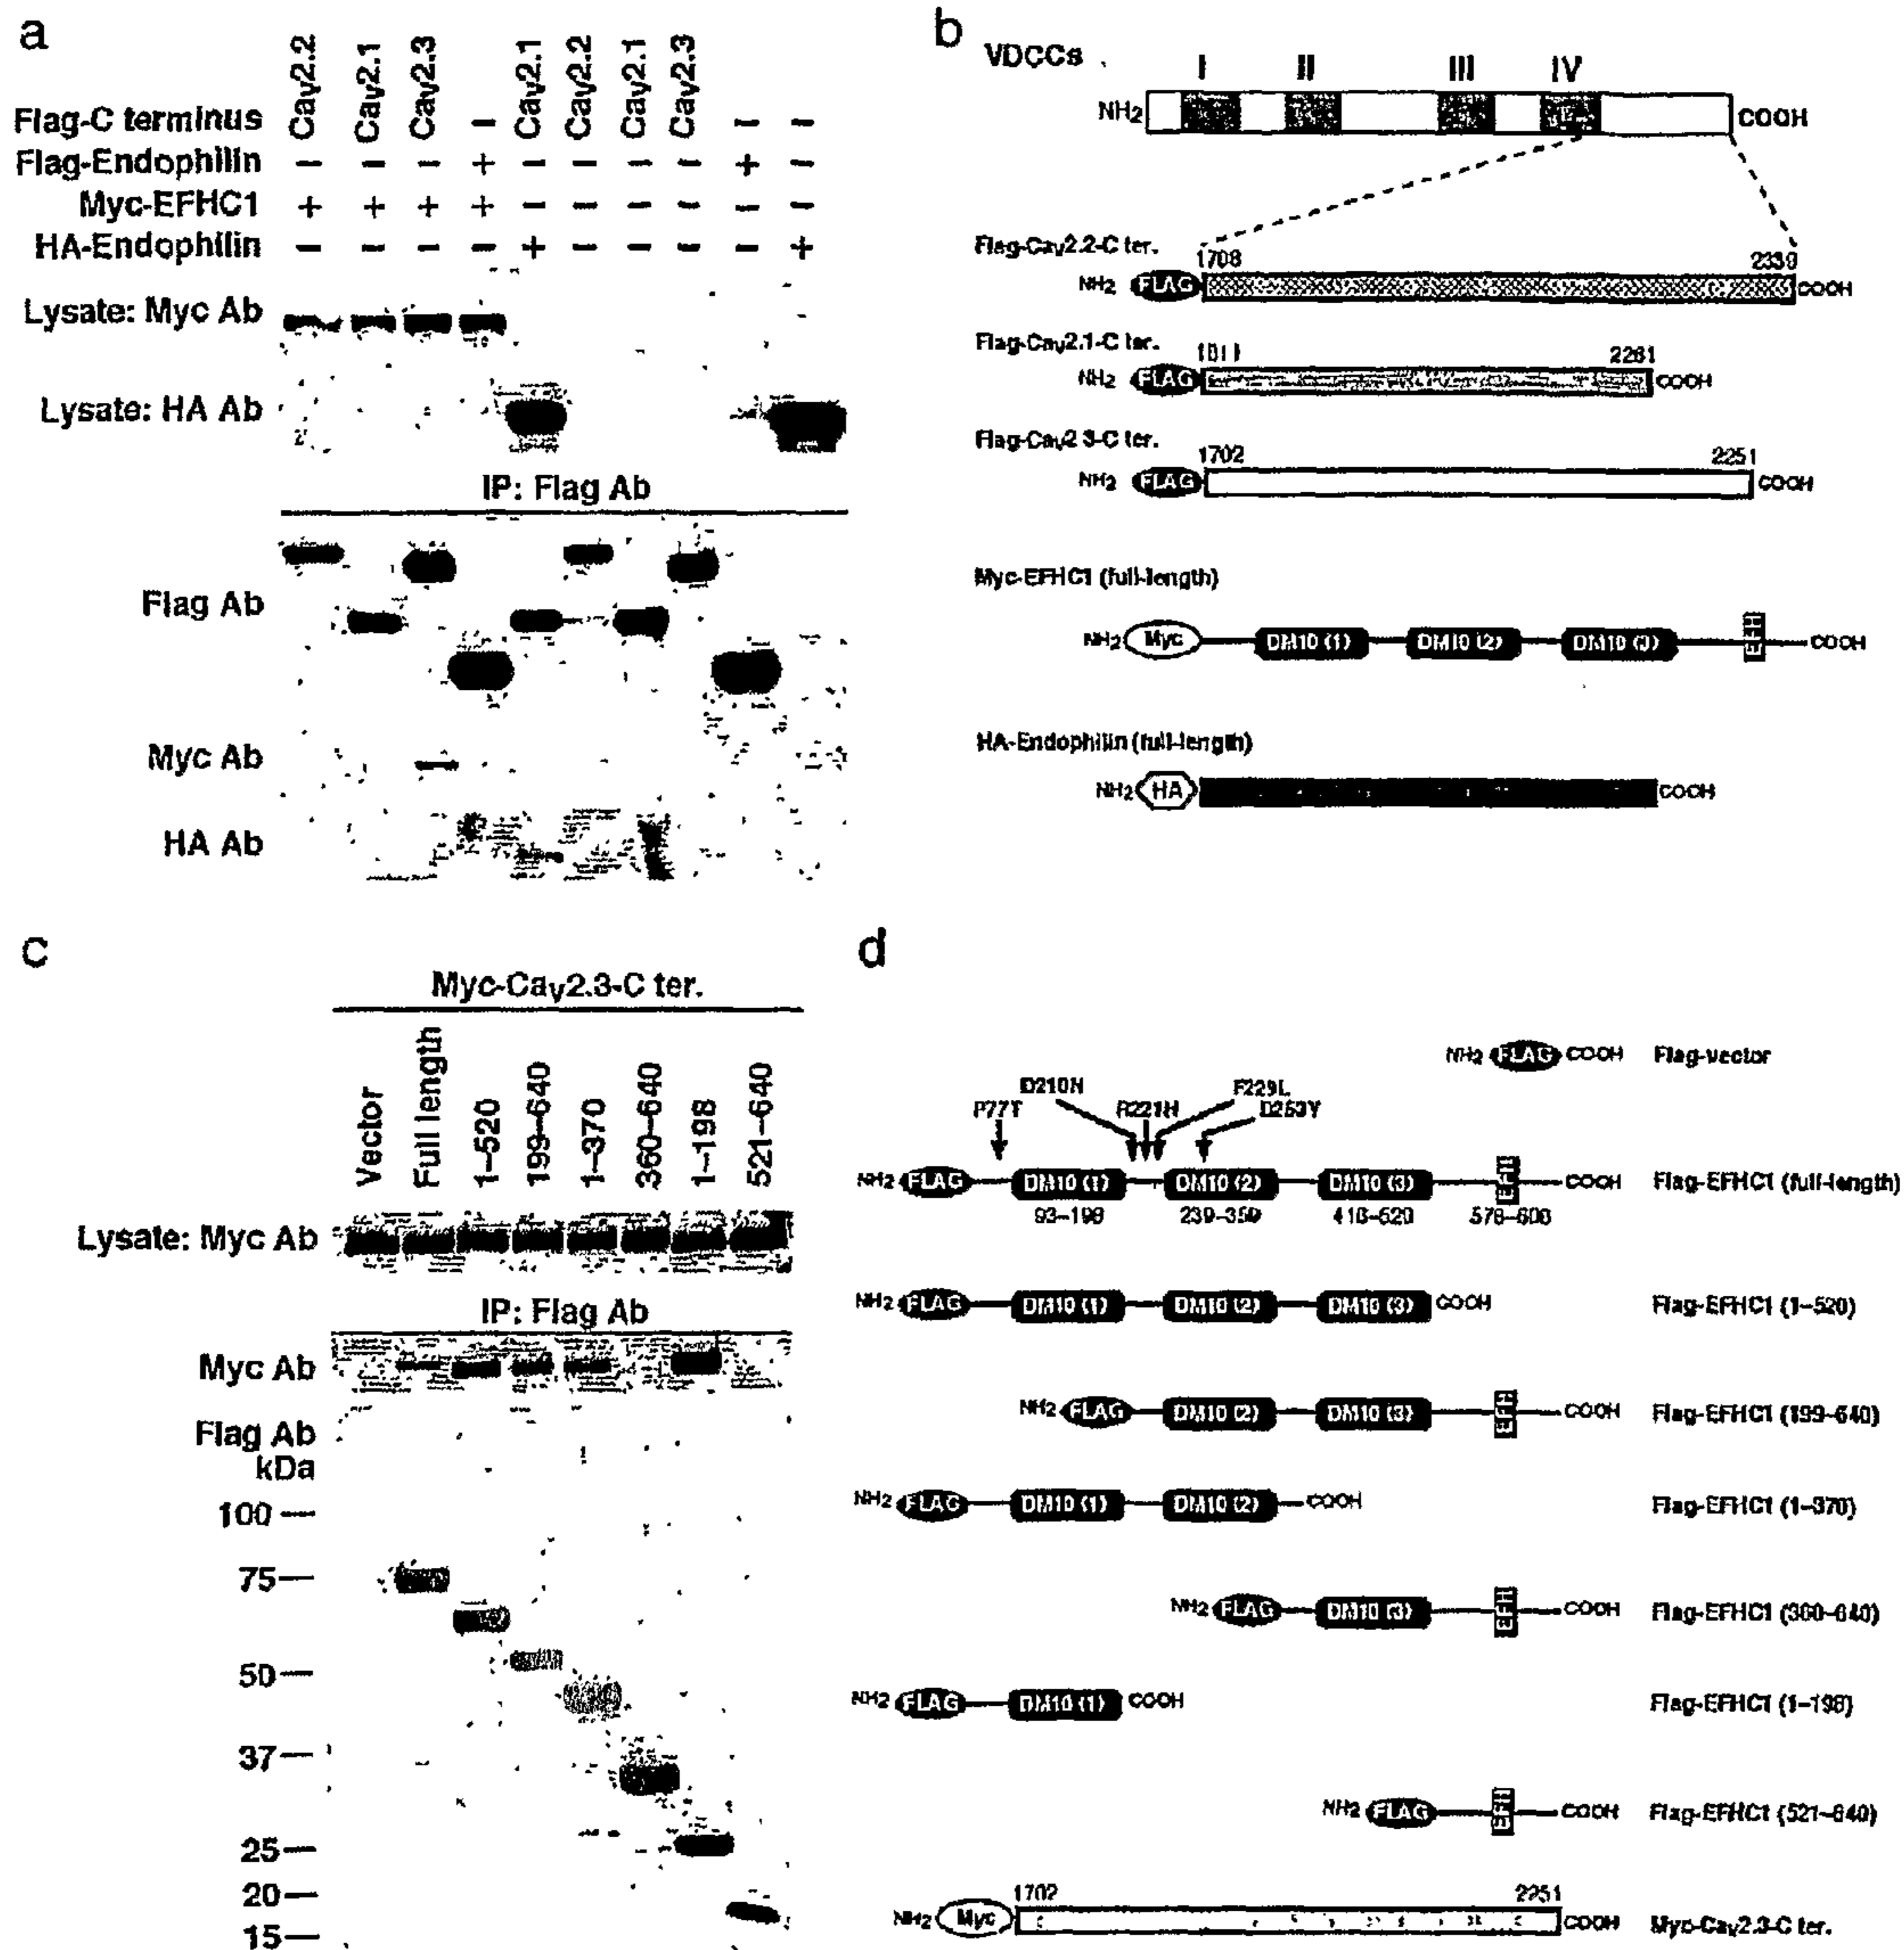 a
Cav2.2 Cav2.1 Cav2.3 Cav2.1 Cav2.2 Cav2.1 Cav2.3
Flag-C terminus –  – –
Flag-Endophilin – – – + – – – – + –
Myc-EFHC1 + + + + – – – – – –
HA-Endophilin – – – – + – – – – +
Lysate: Myc Ab
Lysate: HA Ab
IP: Flag Ab
Flag Ab
Myc Ab
HA Ab
b
VDCCs
I II III IV
NH2 COOH
Flag-Cav2.2-C ter.
1708 2339
NH2 FLAG COOH
Flag-Cav2.1-C ter.
1811 2261
NH2 FLAG COOH
Flag-Cav2.3-C ter.
1702 2251
NH2 FLAG COOH
Myc-EFHC1 (full-length)
NH2 Myc DM10 (1) DM10 (2) DM10 (3) EFH COOH
HA-Endophilin (full-length)
NH2 HA COOH
c
Myc-Cav2.3-C ter.
Vector Full length 1–520 199–640 1–370 360–640 1–198 521–640
Lysate: Myc Ab
IP: Flag Ab
Myc Ab
Flag Ab
kDa
100
75
50
37
25
20
15
d
NH2 FLAG COOH Flag-vector
D210N F229L
P77T R221H D253Y
NH2 FLAG DM10 (1) DM10 (2) DM10 (3) EFH COOH Flag-EFHC1 (full-length)
93–198 239–359 416–520 578–606
NH2 FLAG DM10 (1) DM10 (2) DM10 (3) COOH Flag-EFHC1 (1–520)
NH2 FLAG DM10 (2) DM10 (3) EFH COOH Flag-EFHC1 (199–640)
NH2 FLAG DM10 (1) DM10 (2) COOH Flag-EFHC1 (1–370)
NH2 FLAG DM10 (3) EFH COOH Flag-EFHC1 (360–640)
NH2 FLAG DM10 (1) COOH Flag-EFHC1 (1–198)
NH2 FLAG EFH COOH Flag-EFHC1 (521–640)
1702 2251
NH2 Myc COOH Myc-Cav2.3-C ter.